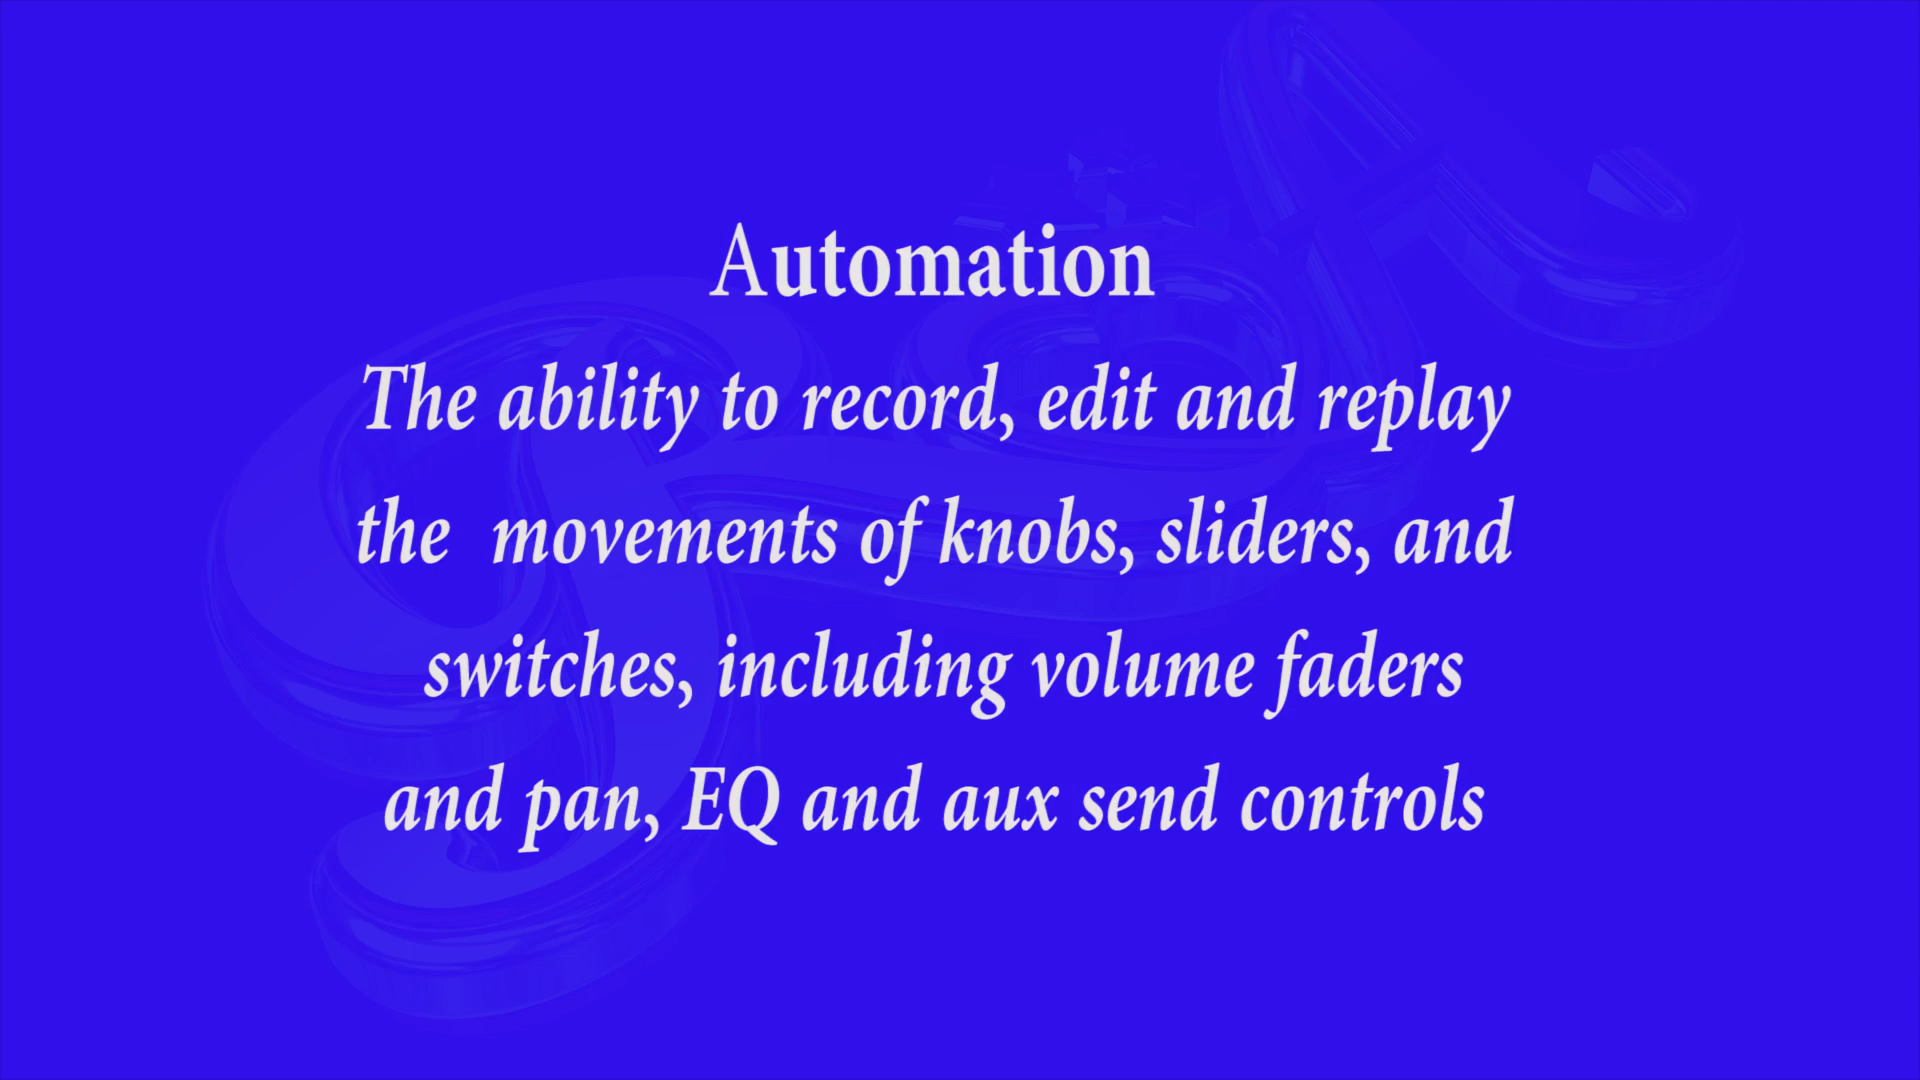 Automation
The ability to record, edit and replay
the  movements of knobs, sliders, and
switches, including volume faders
and pan, EQ and aux send controls